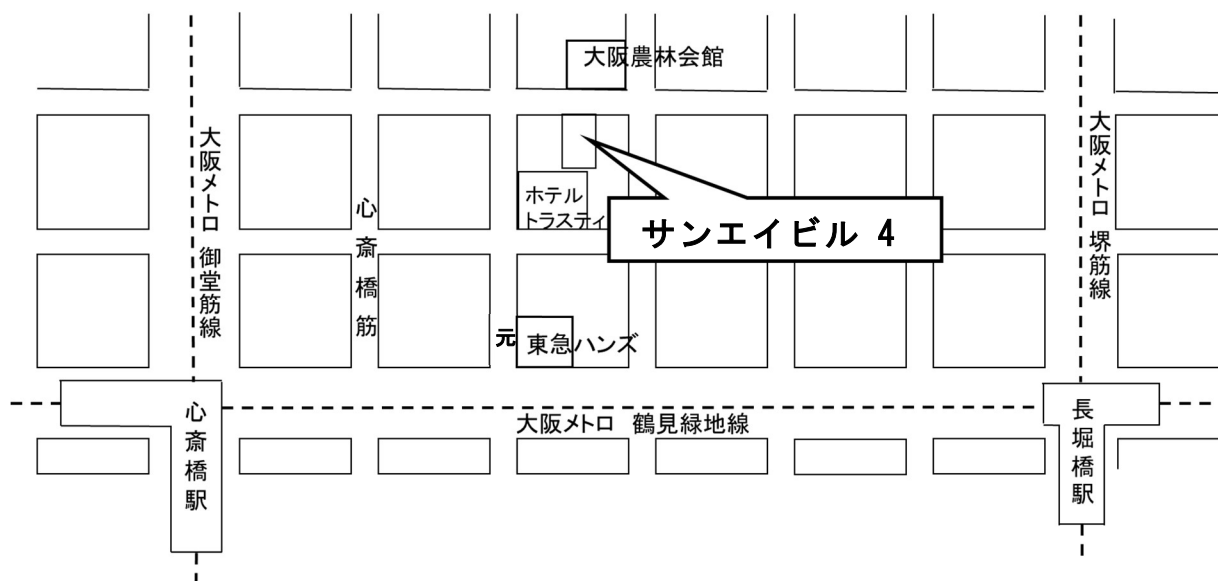 大阪農林会館
大阪メトロ 御堂筋線
心斎橋筋
ホテル
トラスティ
サンエイビル 4
大阪メトロ 堺筋線
元 東急ハンズ
心斎橋駅
大阪メトロ 鶴見緑地線
長堀橋駅